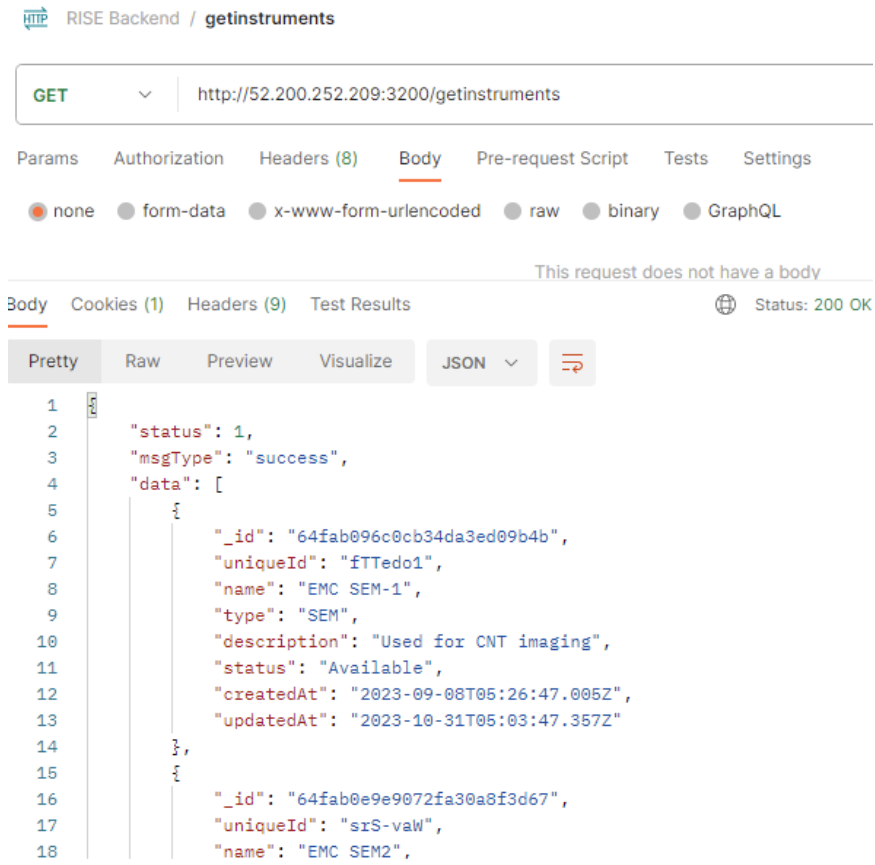 HTTP RISE Backend / getinstruments
GET http://52.200.252.209:3200/getinstruments
Params Authorization Headers (8) Body Pre-request Script Tests Settings
none form-data x-www-form-urlencoded raw binary GraphQL
This request does not have a body
Body Cookies (1) Headers (9) Test Results Status: 200 OK
Pretty Raw Preview Visualize JSON
1 {
2 "status": 1,
3 "msgType": "success",
4 "data": [
5 {
6 "_id": "64fab096c0cb34da3ed09b4b",
7 "uniqueId": "fTTedo1",
8 "name": "EMC SEM-1",
9 "type": "SEM",
10 "description": "Used for CNT imaging",
11 "status": "Available",
12 "createdAt": "2023-09-08T05:26:47.005Z",
13 "updatedAt": "2023-10-31T05:03:47.357Z"
14 },
15 {
16 "_id": "64fab0e9e9072fa30a8f3d67",
17 "uniqueId": "srS-vaW",
18 "name": "EMC SEM2",